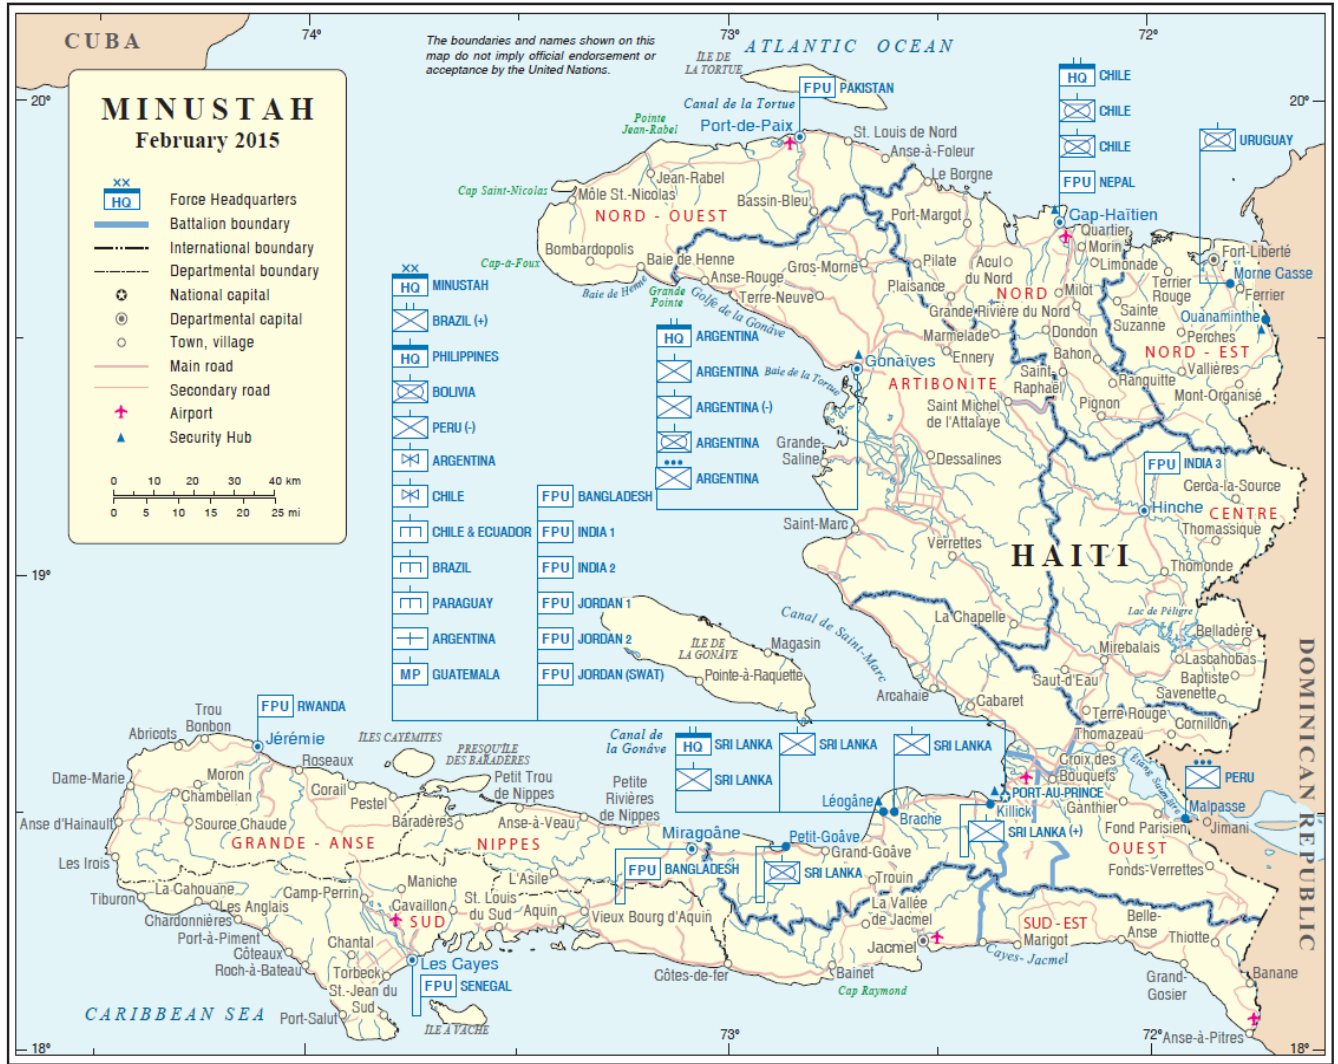 CUBA
74°
73°
72°
The boundaries and names shown on this
map do not imply official endorsement or
acceptance by the United Nations.
ATLANTIC OCEAN
ÎLE DE
LA TORTUE
20°
20°
MINUSTAH
February 2015
XX
HQ Force Headquarters
Battalion boundary
International boundary
Departmental boundary
National capital
Departmental capital
Town, village
Main road
Secondary road
Airport
Security Hub
0 10 20 30 40 km
0 5 10 15 20 25 mi
FPU PAKISTAN
Canal de la Tortue
Port-de-Paix
Pointe
Jean-Rabel
St. Louis de Nord
Anse-à-Foleur
Le Borgne
HQ CHILE
CHILE
CHILE
FPU NEPAL
URUGUAY
Jean-Rabel
Cap Saint-Nicolas
Môle St.-Nicolas
NORD - OUEST
Bassin-Bleu
Port-Margot
Cap-Haïtien
Quartier
Morin
Limonade
Fort-Liberté
Morne Casse
Ferrier
Terrier
Rouge
Bombardopolis
Cap-a-Foux
Baie de Henne
Baie de Henne
Anse-Rouge
Gros-Morne
Pilate
Acul
du Nord
Plaisance
NORD
Milot
Grande
Pointe
Golfe de la Gonâve
Terre-Neuve
Grande Rivière du Nord
Sainte
Suzanne
Ouanaminthe
Perches
Marmelade
Dondon
NORD - EST
XX
HQ MINUSTAH
BRAZIL (+)
HQ PHILIPPINES
BOLIVIA
PERU (-)
ARGENTINA
CHILE
CHILE & ECUADOR
BRAZIL
PARAGUAY
ARGENTINA
MP GUATEMALA
FPU BANGLADESH
FPU INDIA 1
FPU INDIA 2
FPU JORDAN 1
FPU JORDAN 2
FPU JORDAN (SWAT)
HQ ARGENTINA
ARGENTINA
ARGENTINA (-)
ARGENTINA
ARGENTINA
Baie de la Tortue
Gonaïves
Ennery
ARTIBONITE
Saint-
Raphaël
Bahon
Ranquitte
Vallières
Mont-Organisé
Saint Michel
de l'Attalaye
Pignon
Grande-
Saline
Dessalines
FPU INDIA 3
Cerca-la-Source
Hinche
CENTRE
Thomassique
Saint-Marc
Verrettes
HAITI
Thomonde
19°
19°
Canal de Saint-Marc
La Chapelle
Lac de Péligre
Belladère
Mirebalais
Lascahobas
Baptiste
Savenette
Saut-d'Eau
ÎLE DE
LA GONÂVE
Magasin
Pointe-à-Raquette
Arcahaie
Cabaret
Terre Rouge
Cornillon
Thomazeau
DOMINICAN REPUBLIC
FPU RWANDA
Trou
Bonbon
Abricots
Jérémie
ÎLES CAYÉMITES
PRESQU'ÎLE
DES BARADÈRES
Canal de
la Gonâve
HQ SRI LANKA
SRI LANKA
SRI LANKA
SRI LANKA
Croix des
Bouquets
Etang Saumâtre
PERU
Dame-Marie
Moron
Chambellan
Roseaux
Corail
Pestel
Petit Trou
de Nippes
Petite
Rivières
de Nippes
Léogâne
Brache
PORT-AU-PRINCE
Killick
Ganthier
Malpasse
Jimani
Fond Parisien
Anse d'Hainault
Source Chaude
Baradères
Anse-à-Veau
Miragoâne
Petit-Goâve
SRI LANKA (+)
Les Irois
GRANDE - ANSE
NIPPES
Grand-Goâve
OUEST
Fonds-Verrettes
FPU BANGLADESH
SRI LANKA
Tiburon
La Cahouane
Les Anglais
Chardonnières
Port-à-Piment
Côteaux
Roch-à-Bateau
Camp-Perrin
Maniche
Cavaillon
L'Asile
St. Louis
du Sud
Aquin
Vieux Bourg d'Aquin
SUD
Trouin
La Vallée
de Jacmel
Jacmel
SUD-EST
Marigot
Cayes-Jacmel
Belle-
Anse
Thiotte
Chantal
Torbeck
Les Gayes
St.-Jean du
Sud
Port-Salut
FPU SENEGAL
ÎLE A VACHE
Côtes-de-fer
Bainet
Cap Raymond
Grand-
Gosier
Banane
Anse-à-Pitres
CARIBBEAN SEA
73°
72°
18°
18°